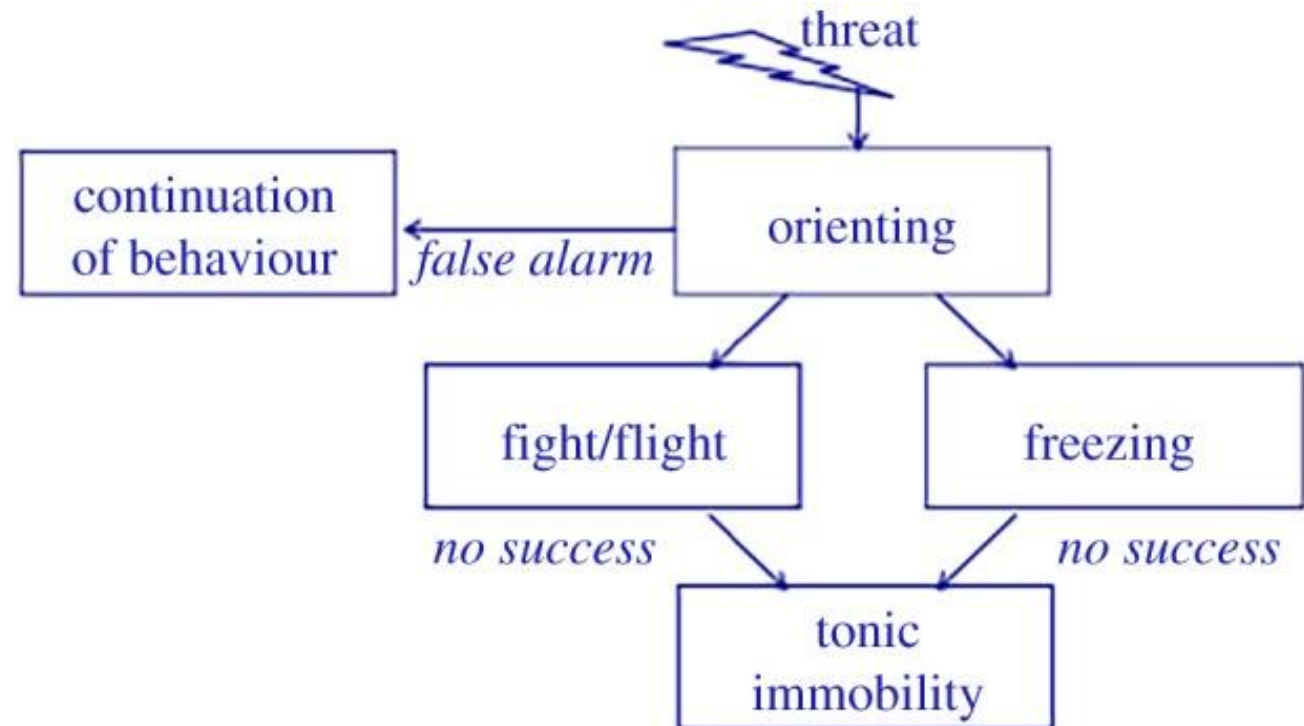 threat
continuation
of behaviour
false alarm
orienting
fight/flight
freezing
no success
no success
tonic
immobility